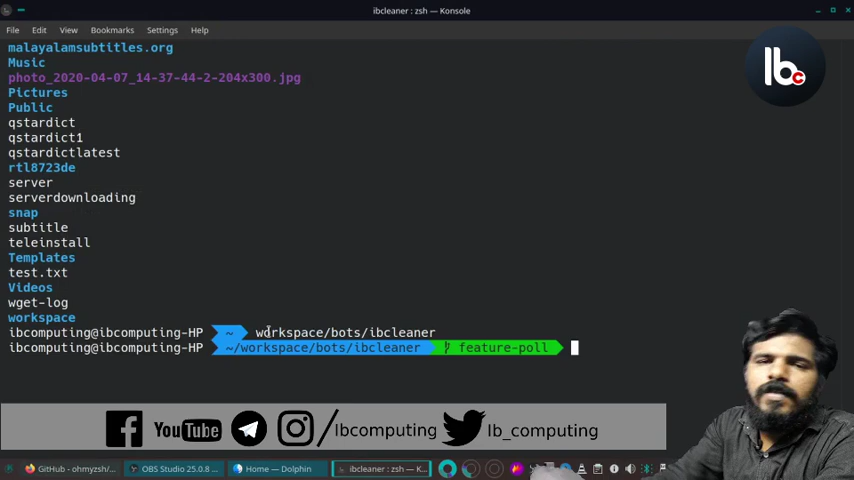 ibcleaner : zsh — Konsole
File Edit View Bookmarks Settings Help
malayalamsubtitles.org
Music
photo_2020-04-07_14-37-44-2-204x300.jpg
Pictures
Public
qstardict
qstardict1
qstardictlatest
rtl8723de
server
serverdownloading
snap
subtitle
teleinstall
Templates
test.txt
Videos
wget-log
workspace
ibcomputing@ibcomputing-HP ~ workspace/bots/ibcleaner
ibcomputing@ibcomputing-HP ~/workspace/bots/ibcleaner feature-poll
Ibc
YouTube /Ibcomputing Ib_computing
GitHub - ohmyzsh/... OBS Studio 25.0.8 ... Home — Dolphin ibcleaner : zsh — K...